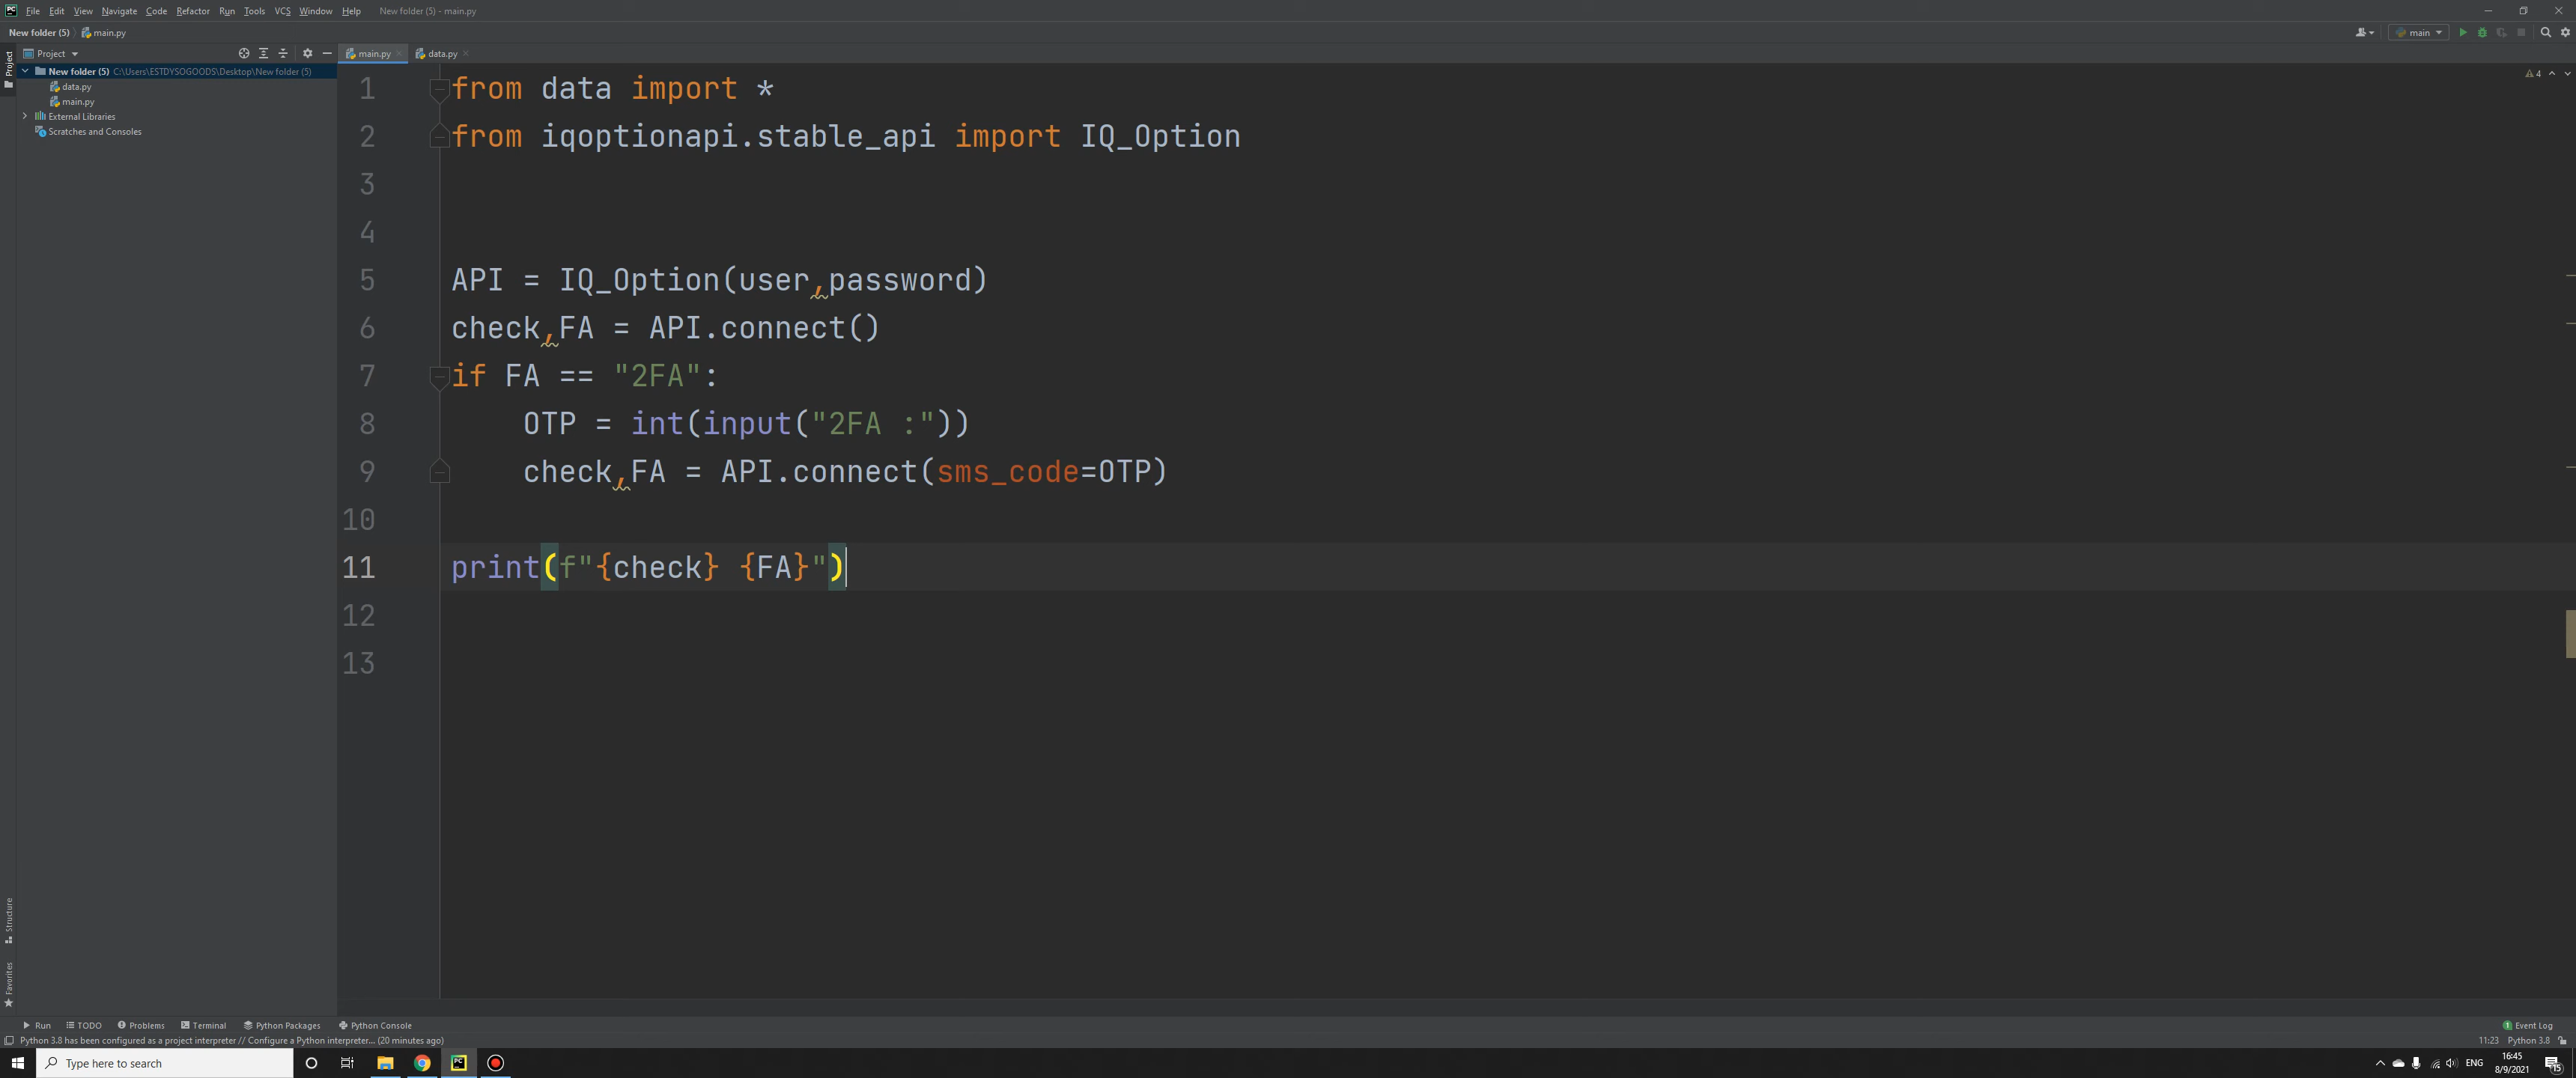 File Edit View Navigate Code Refactor Run Tools VCS Window Help New folder (5) - main.py
New folder (5) main.py main
Project main.py data.py
New folder (5) C:\Users\ESTDYSOGOODS\Desktop\New folder (5)
data.py
main.py
External Libraries
Scratches and Consoles
Project
Structure
Favorites
4
1 from data import *
2 from iqoptionapi.stable_api import IQ_Option
3
4
5 API = IQ_Option(user,password)
6 check,FA = API.connect()
7 if FA == "2FA":
8 OTP = int(input("2FA :"))
9 check,FA = API.connect(sms_code=OTP)
10
11 print(f"{check} {FA}")
12
13
Run TODO Problems Terminal Python Packages Python Console 1 Event Log
Python 3.8 has been configured as a project interpreter // Configure a Python interpreter... (20 minutes ago) 11:23 Python 3.8
PC Type here to search PC ENG 16:45 15
8/9/2021